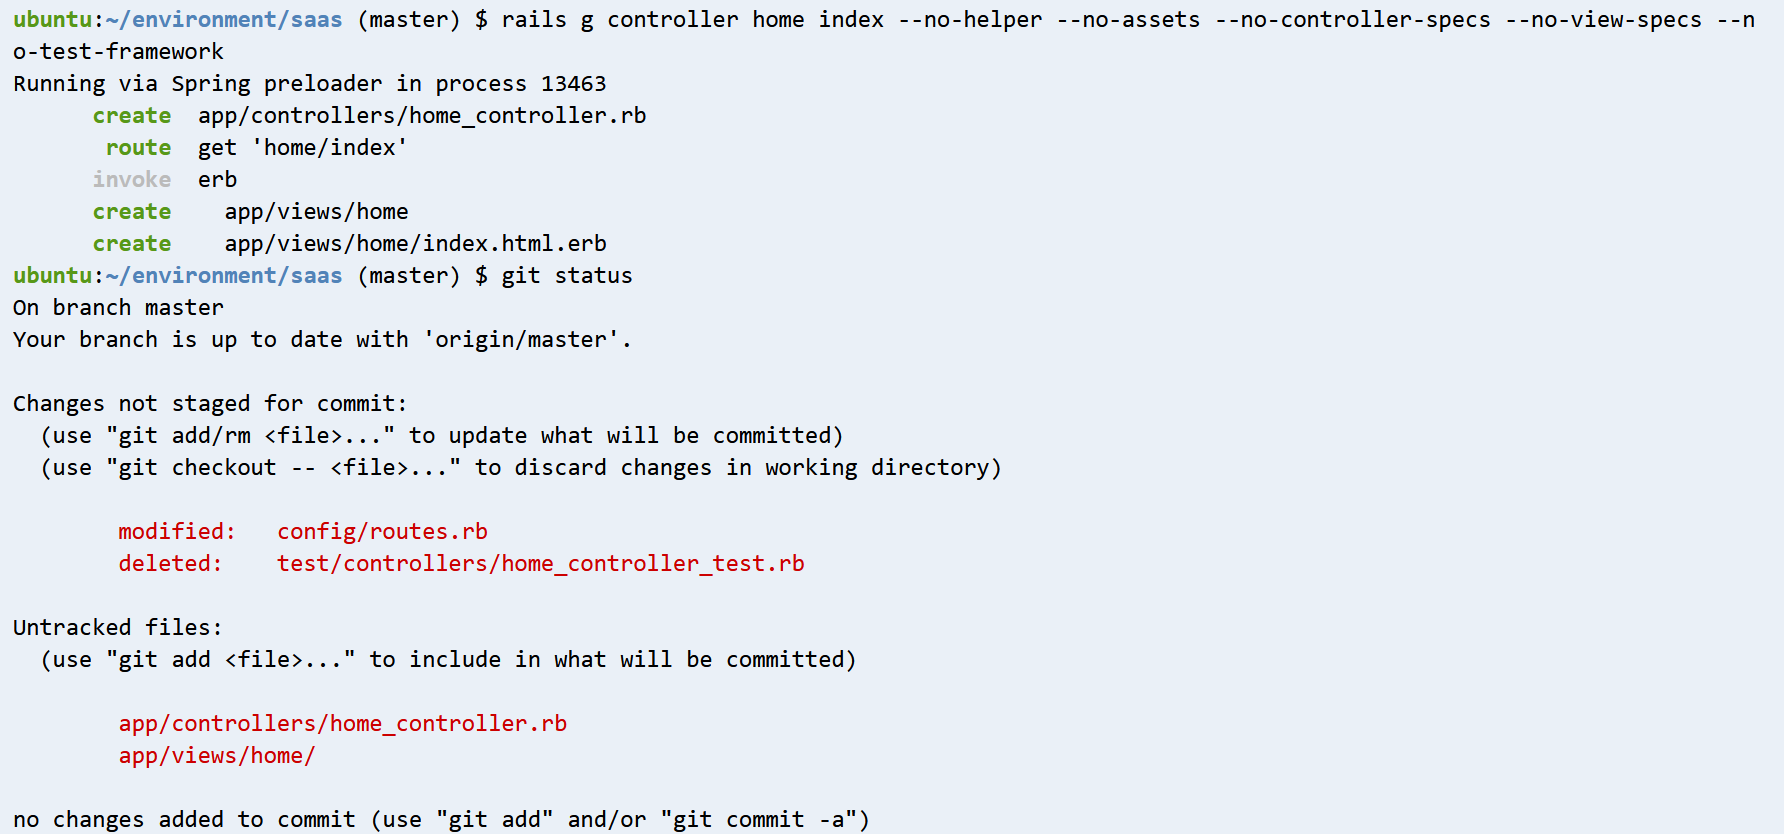 ubuntu:~/environment/saas (master) $ rails g controller home index --no-helper --no-assets --no-controller-specs --no-view-specs --n
o-test-framework
Running via Spring preloader in process 13463
      create  app/controllers/home_controller.rb
       route  get 'home/index'
      invoke  erb
      create    app/views/home
      create    app/views/home/index.html.erb
ubuntu:~/environment/saas (master) $ git status
On branch master
Your branch is up to date with 'origin/master'.

Changes not staged for commit:
  (use "git add/rm <file>..." to update what will be committed)
  (use "git checkout -- <file>..." to discard changes in working directory)

        modified:   config/routes.rb
        deleted:    test/controllers/home_controller_test.rb

Untracked files:
  (use "git add <file>..." to include in what will be committed)

        app/controllers/home_controller.rb
        app/views/home/

no changes added to commit (use "git add" and/or "git commit -a")